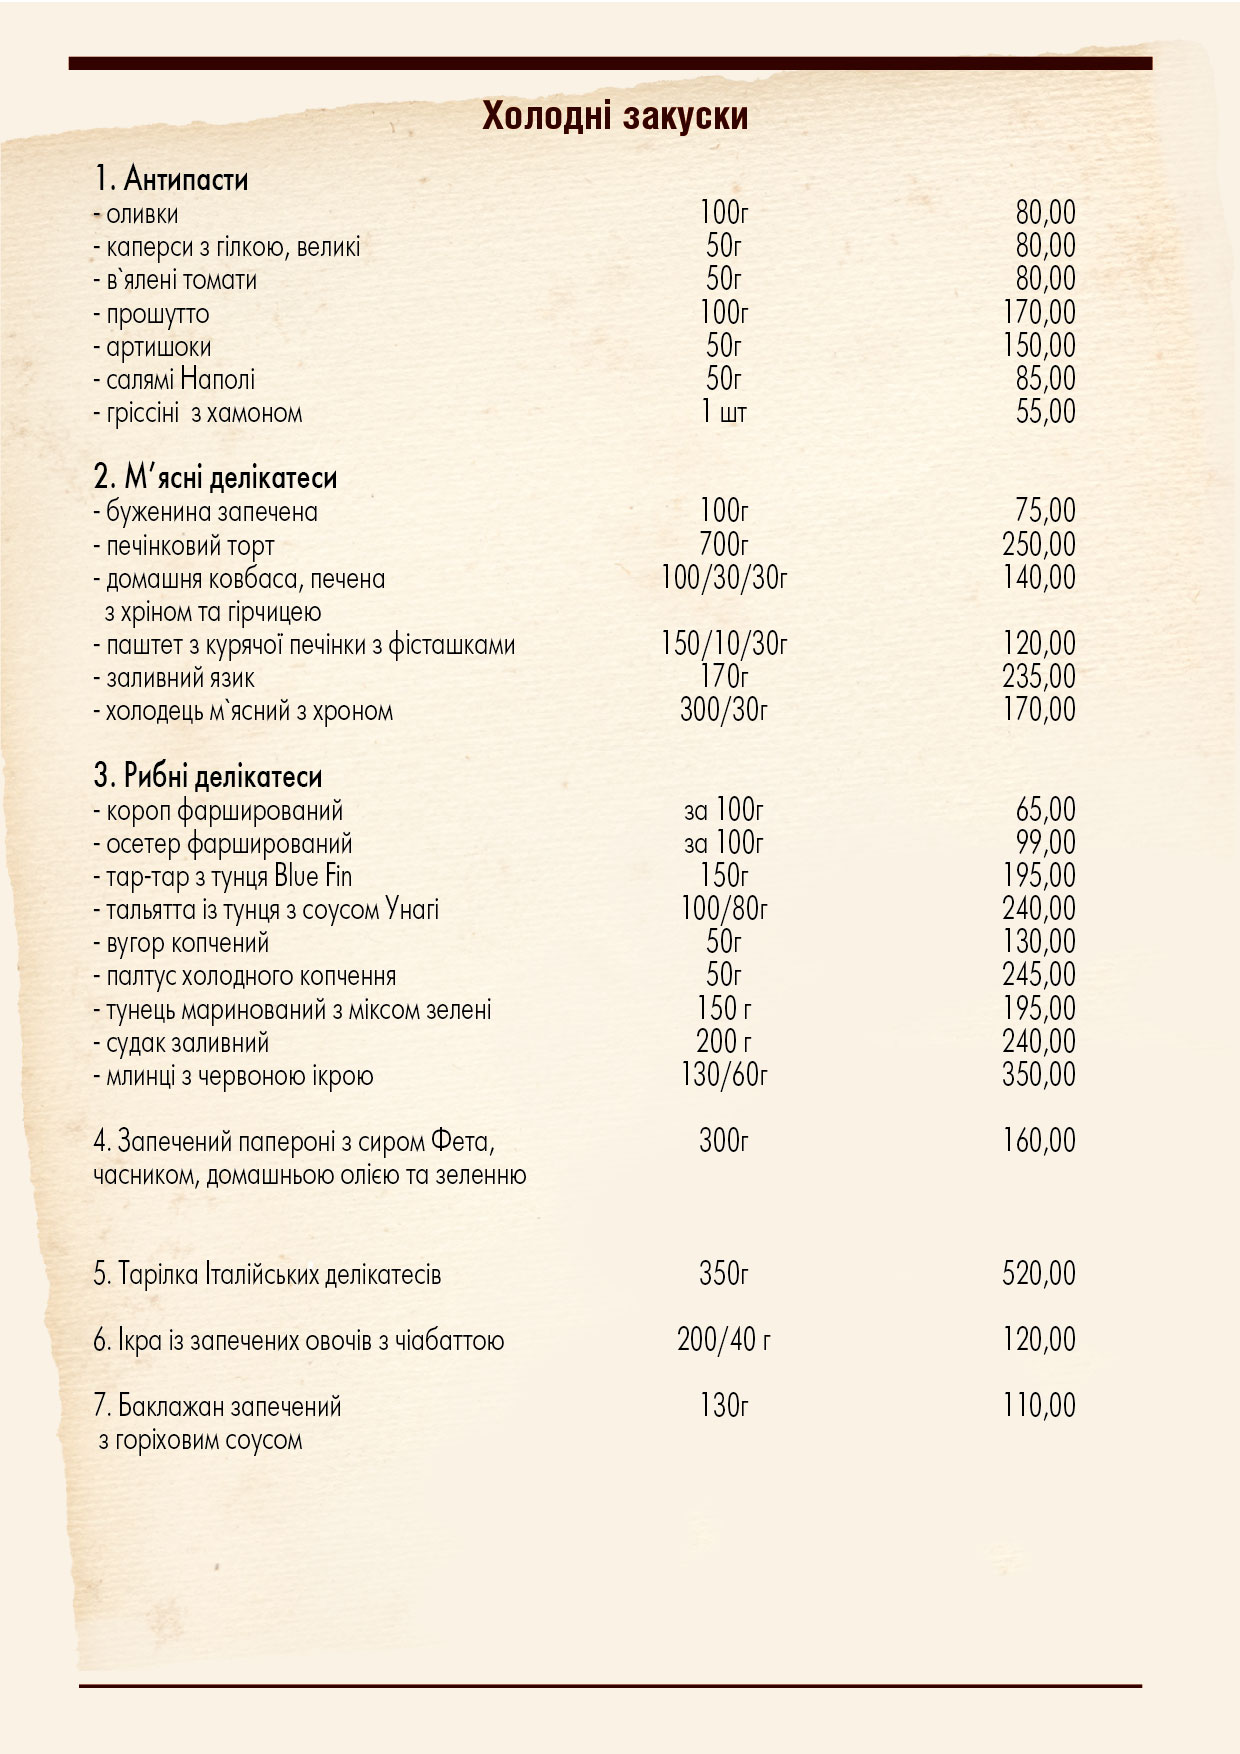 Холодні закуски
1. Антипасти
- оливки 100г 80,00
- каперси з гілкою, великі 50г 80,00
- в`ялені томати 50г 80,00
- прошутто 100г 170,00
- артишоки 50г 150,00
- салямі Наполі 50г 85,00
- гріссіні з хамоном 1 шт 55,00
2. М’ясні делікатеси
- буженина запечена 100г 75,00
- печінковий торт 700г 250,00
- домашня ковбаса, печена 100/30/30г 140,00
з хріном та гірчицею
- паштет з курячої печінки з фісташками 150/10/30г 120,00
- заливний язик 170г 235,00
- холодець м`ясний з хроном 300/30г 170,00
3. Рибні делікатеси
- короп фарширований за 100г 65,00
- осетер фарширований за 100г 99,00
- тар-тар з тунця Blue Fin 150г 195,00
- тальятта із тунця з соусом Унагі 100/80г 240,00
- вугор копчений 50г 130,00
- палтус холодного копчення 50г 245,00
- тунець маринований з міксом зелені 150 г 195,00
- судак заливний 200 г 240,00
- млинці з червоною ікрою 130/60г 350,00
4. Запечений папероні з сиром Фета, 300г 160,00
часником, домашньою олією та зеленню
5. Тарілка Італійських делікатесів 350г 520,00
6. Ікра із запечених овочів з чіабаттою 200/40 г 120,00
7. Баклажан запечений 130г 110,00
з горіховим соусом